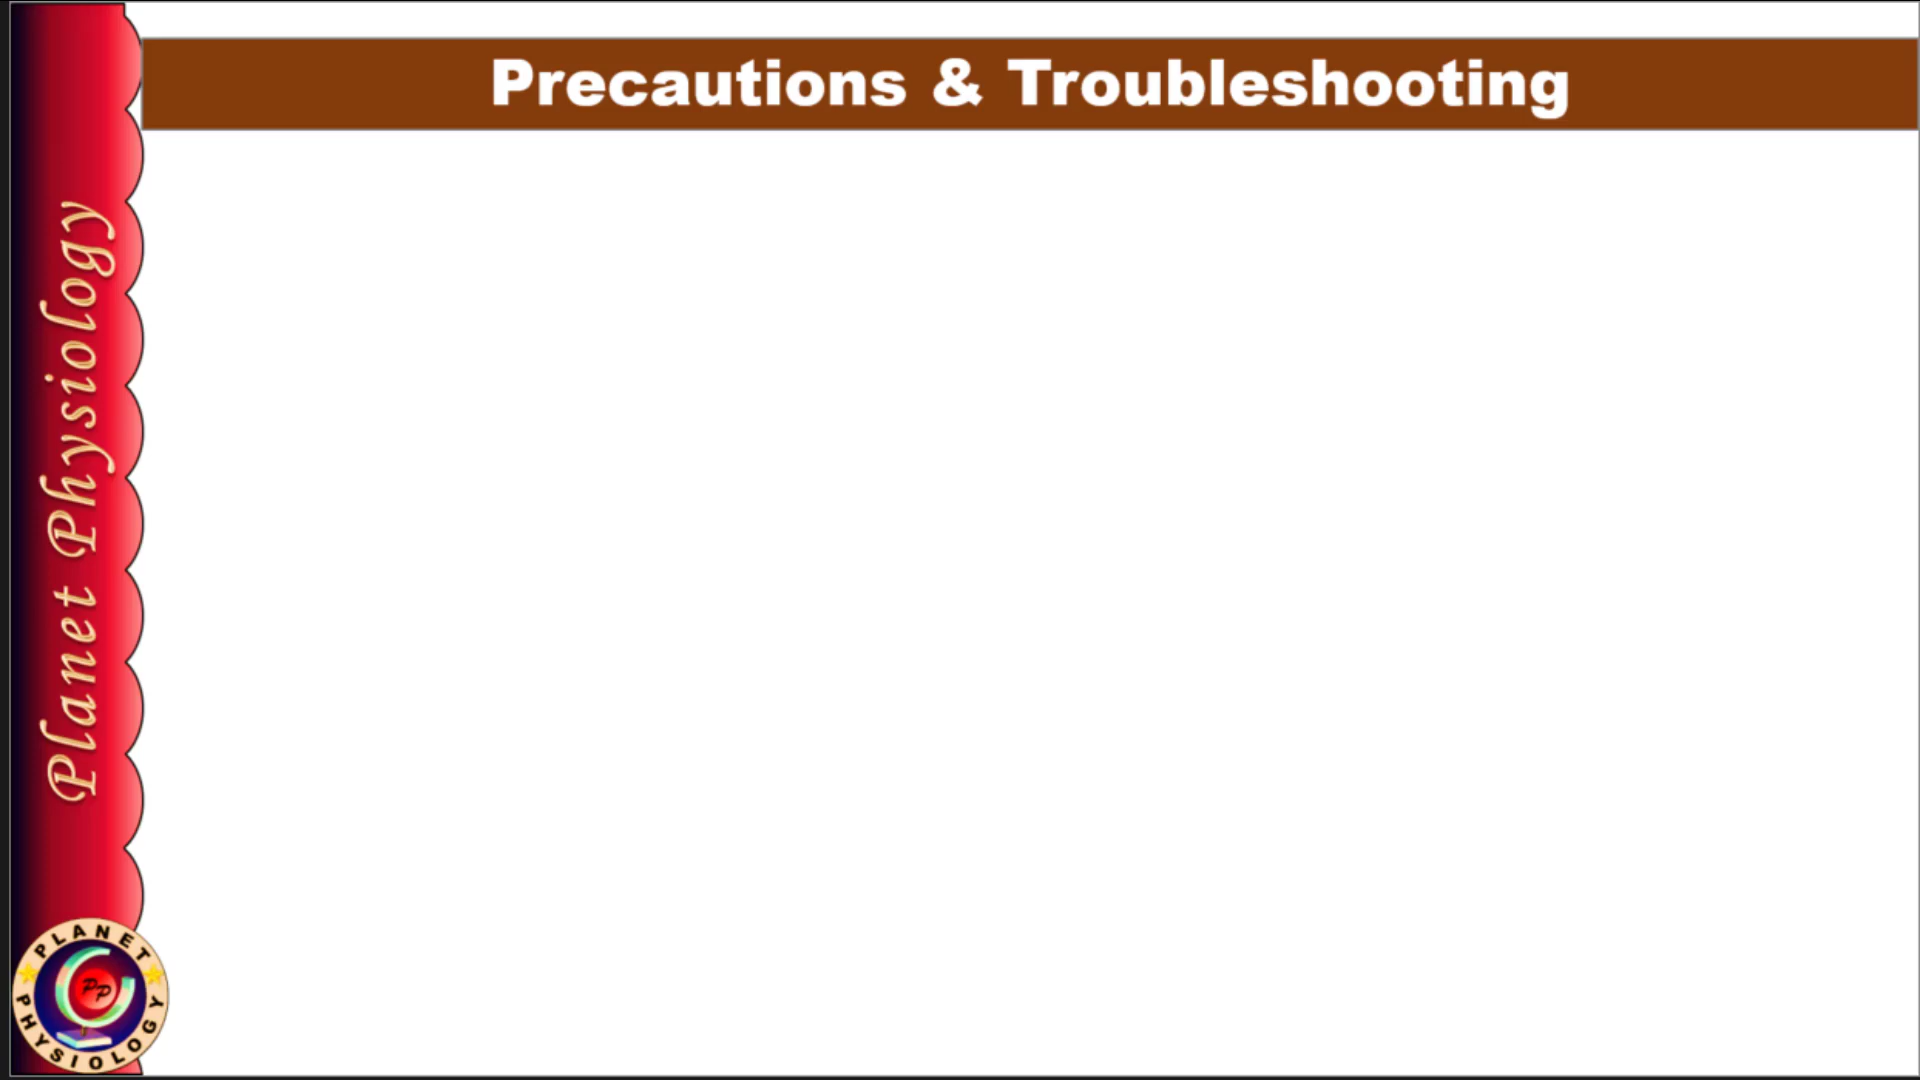 Precautions & Troubleshooting
Planet Physiology
PLANET
PP
PHYSIOLOGY